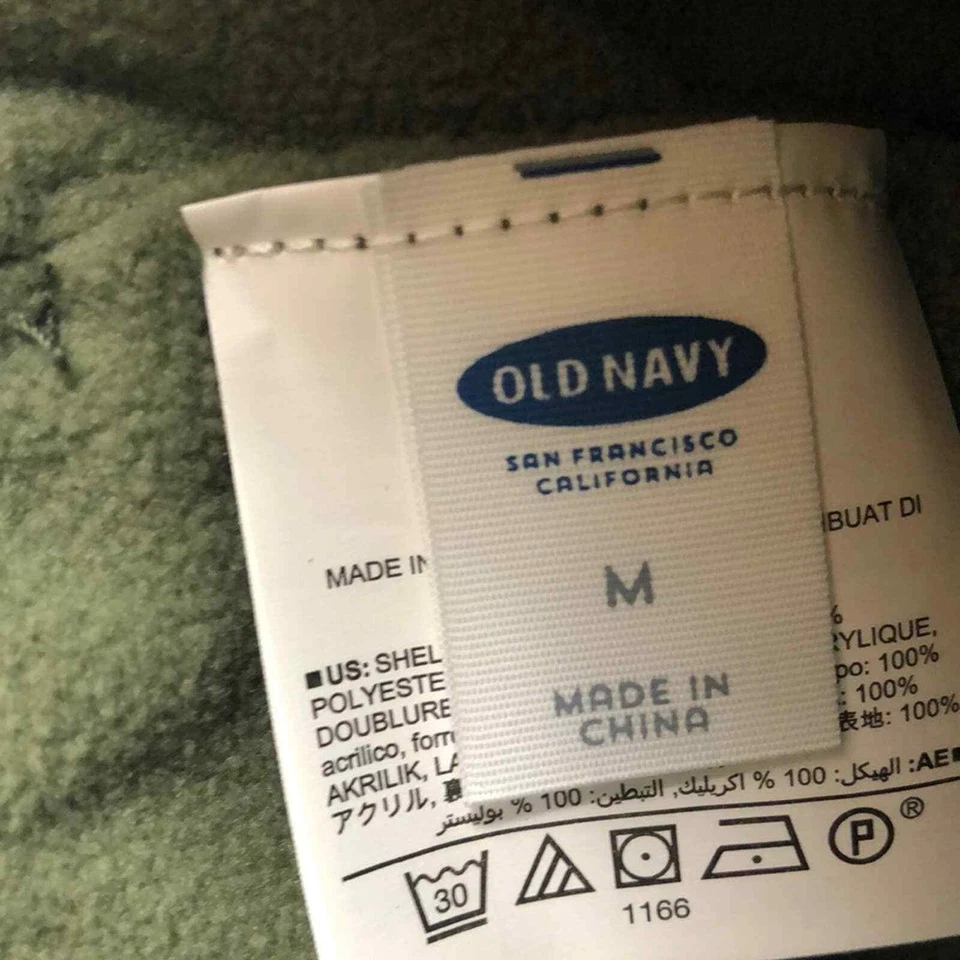 OLD NAVY
SAN FRANCISCO
CALIFORNIA
M
MADE IN
CHINA
MADE IN
BUAT DI
US: SHEL
POLYESTE
DOUBLURE
RYLIQUE,
acrilico, forr
po: 100%
AKRILIK, LA
: 100%
アクリル, 裏
表地: 100%
AE: الهيكل: 100 % اكريليك, التبطين: 100 % بوليستر
30
P
®
1166